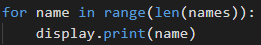 for name in range(len(names)):
    display.print(name)